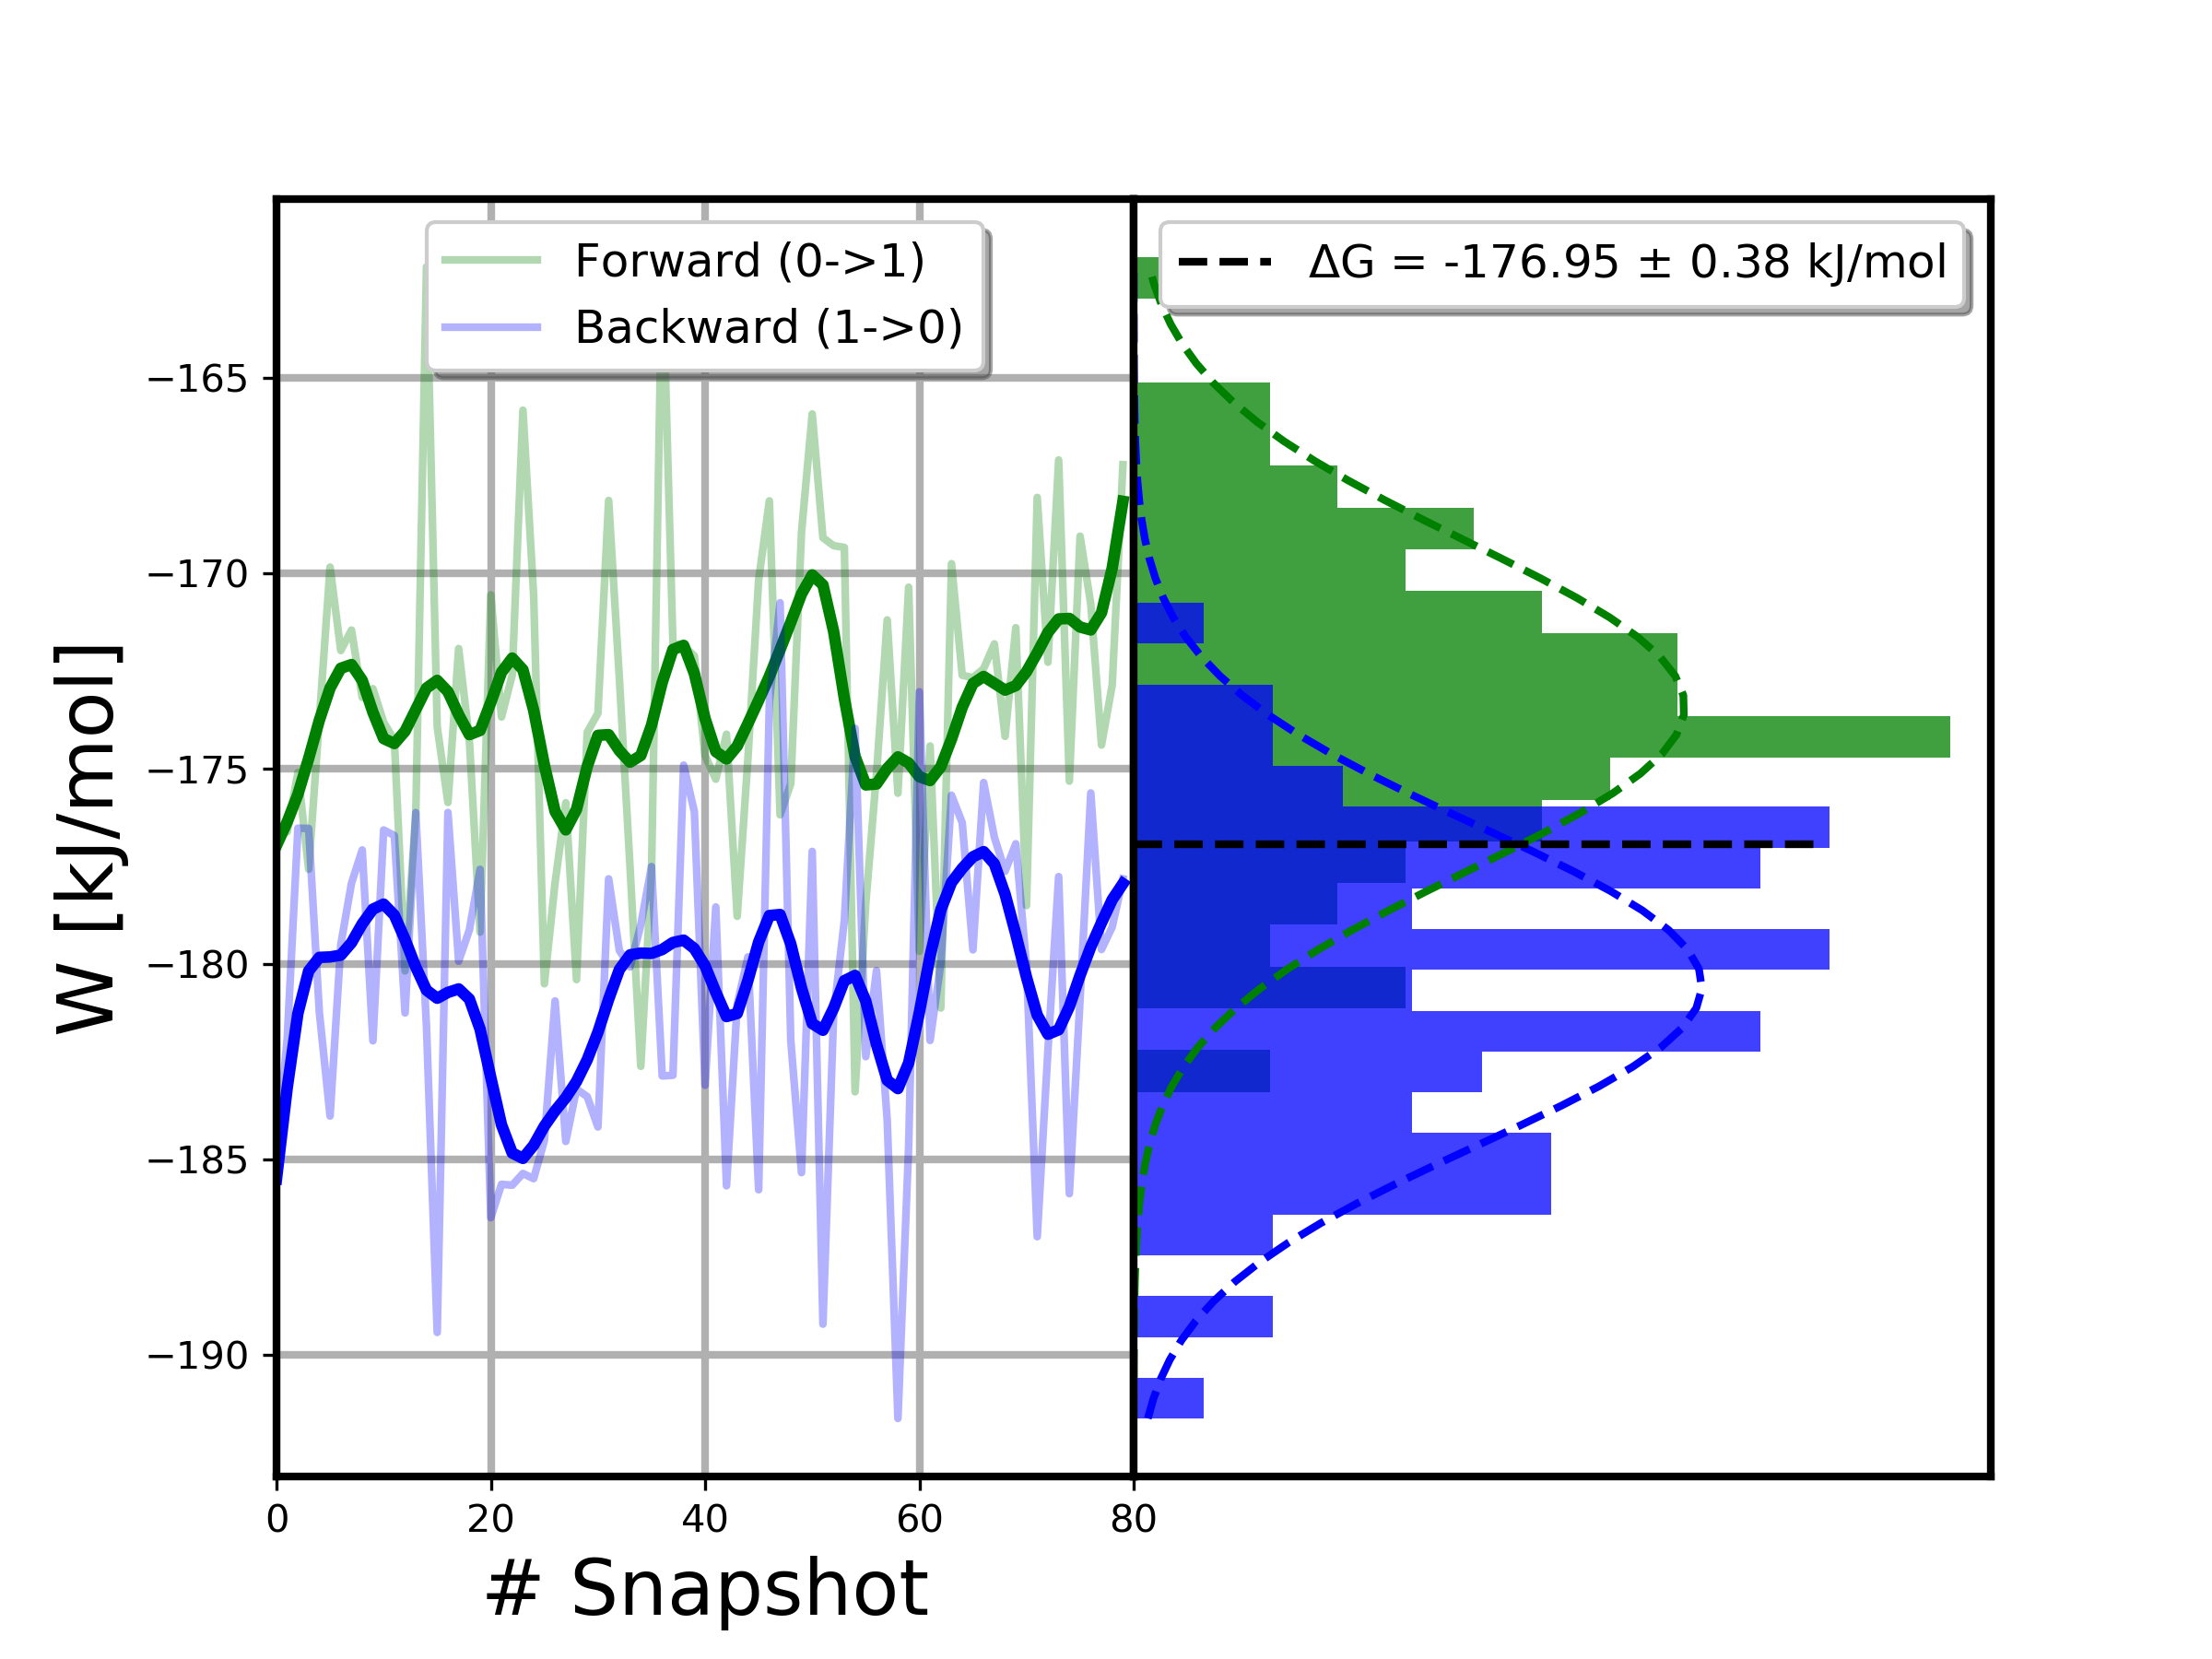 Forward (0->1)
Backward (1->0)
ΔG = -176.95 ± 0.38 kJ/mol
−165
−170
−175
−180
−185
−190
W [kJ/mol]
0 20 40 60 80
# Snapshot